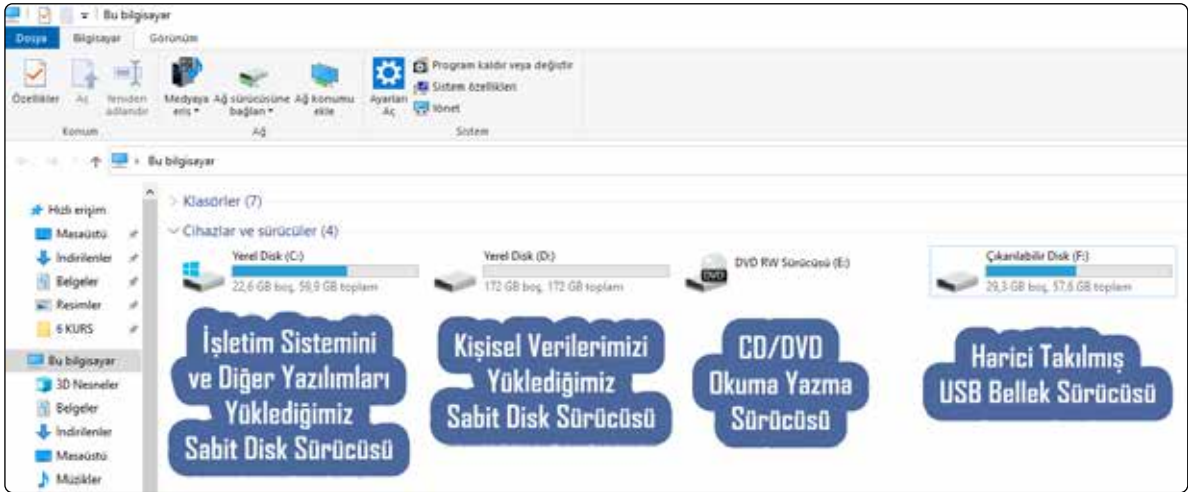 Bu bilgisayar
Dosya Bilgisayar Görünüm
Özellikler
Aç
Yeniden adlandır
Medyaya eriş
Ağ sürücüsüne bağlan
Ağ konumu ekle
Ayarları Aç
Program kaldır veya değiştir
Sistem özellikleri
Yönet
Konum
Ağ
Sistem
Bu bilgisayar
Hızlı erişim
Masaüstü
İndirilenler
Belgeler
Resimler
6 KURS
Bu bilgisayar
3D Nesneler
Belgeler
İndirilenler
Masaüstü
Müzikler
Klasörler (7)
Cihazlar ve sürücüler (4)
Yerel Disk (C:)
22,6 GB boş, 59,9 GB toplam
Yerel Disk (D:)
172 GB boş, 172 GB toplam
DVD
DVD RW Sürücüsü (E:)
Çıkarılabilir Disk (F:)
29,3 GB boş, 57,6 GB toplam
İşletim Sistemini
ve Diğer Yazılımları
Yüklediğimiz
Sabit Disk Sürücüsü
Kişisel Verilerimizi
Yüklediğimiz
Sabit Disk Sürücüsü
CD/DVD
Okuma Yazma
Sürücüsü
Harici Takılmış
USB Bellek Sürücüsü